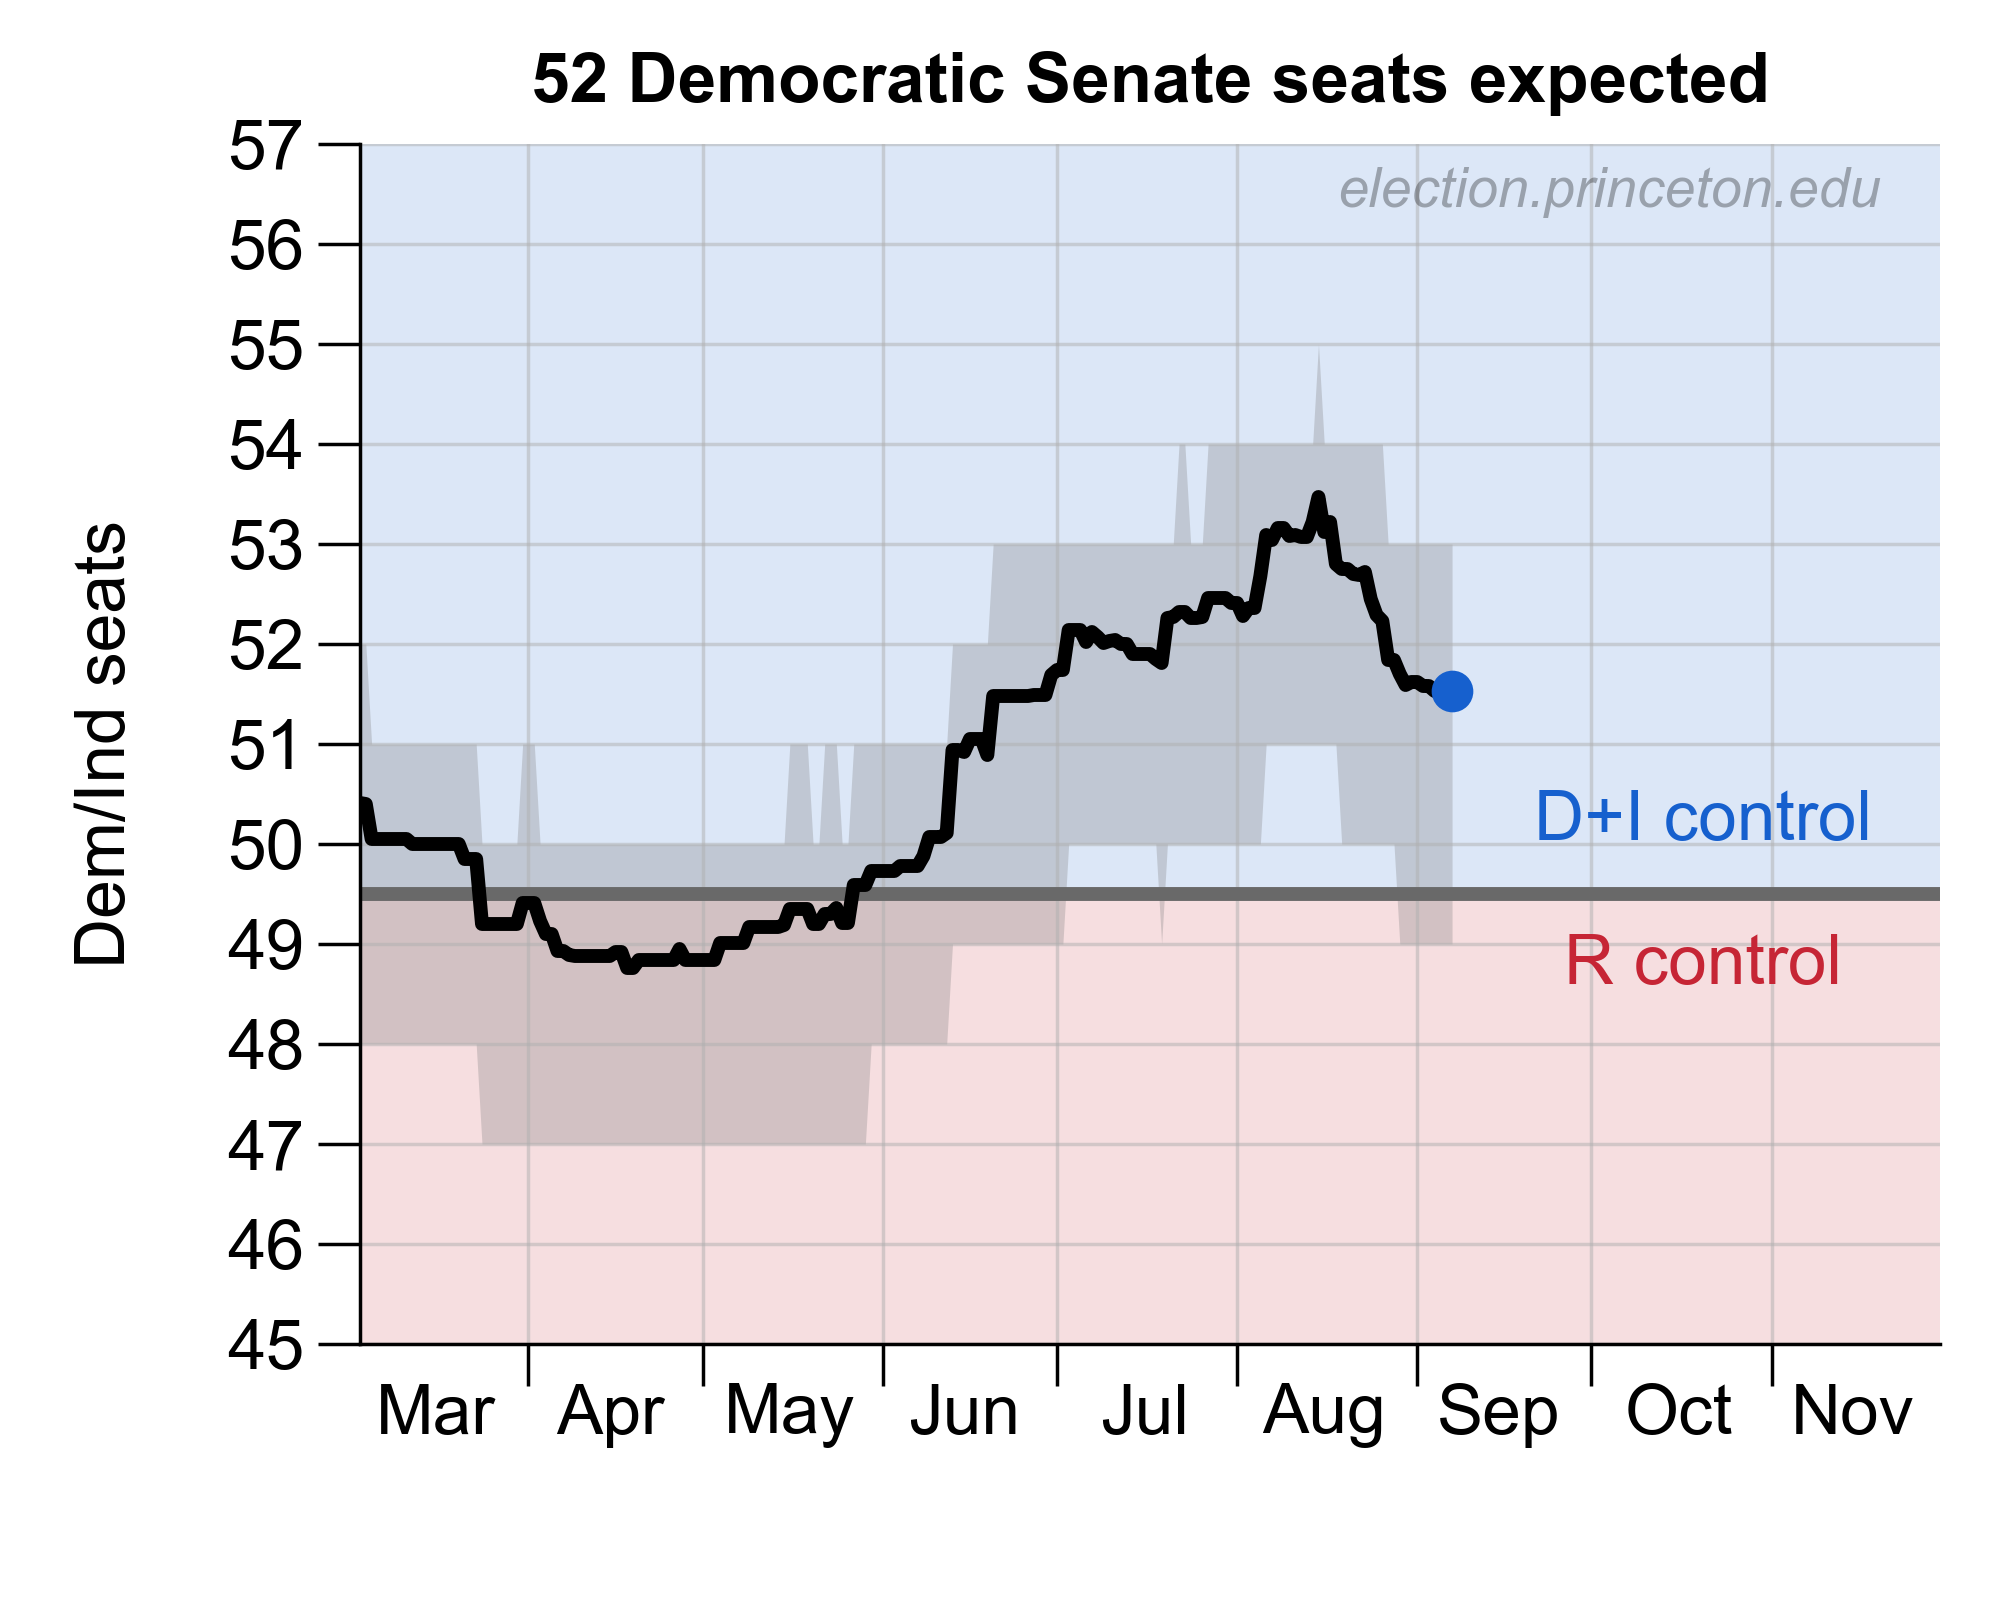 52 Democratic Senate seats expected
57
election.princeton.edu
56
55
54
53
52
51
50
49
48
47
46
45
Dem/Ind seats
D+I control
R control
Mar Apr May Jun Jul Aug Sep Oct Nov